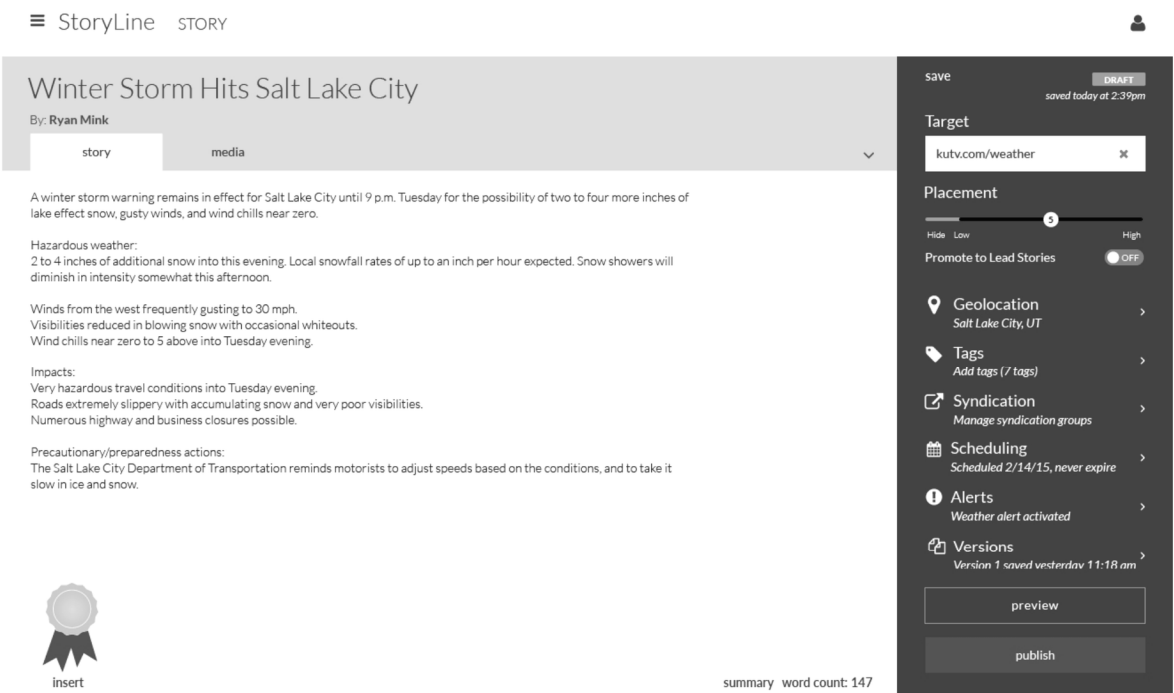 StoryLine STORY
Winter Storm Hits Salt Lake City
By: Ryan Mink
story media
A winter storm warning remains in effect for Salt Lake City until 9 p.m. Tuesday for the possibility of two to four more inches of
lake effect snow, gusty winds, and wind chills near zero.
Hazardous weather:
2 to 4 inches of additional snow into this evening. Local snowfall rates of up to an inch per hour expected. Snow showers will
diminish in intensity somewhat this afternoon.
Winds from the west frequently gusting to 30 mph.
Visibilities reduced in blowing snow with occasional whiteouts.
Wind chills near zero to 5 above into Tuesday evening.
Impacts:
Very hazardous travel conditions into Tuesday evening.
Roads extremely slippery with accumulating snow and very poor visibilities.
Numerous highway and business closures possible.
Precautionary/preparedness actions:
The Salt Lake City Department of Transportation reminds motorists to adjust speeds based on the conditions, and to take it
slow in ice and snow.
insert
summary word count: 147
save DRAFT
saved today at 2:39pm
Target
kutv.com/weather
Placement
5
Hide Low High
Promote to Lead Stories OFF
Geolocation
Salt Lake City, UT
Tags
Add tags (7 tags)
Syndication
Manage syndication groups
Scheduling
Scheduled 2/14/15, never expire
Alerts
Weather alert activated
Versions
Version 1 saved yesterday 11:18 am
preview
publish